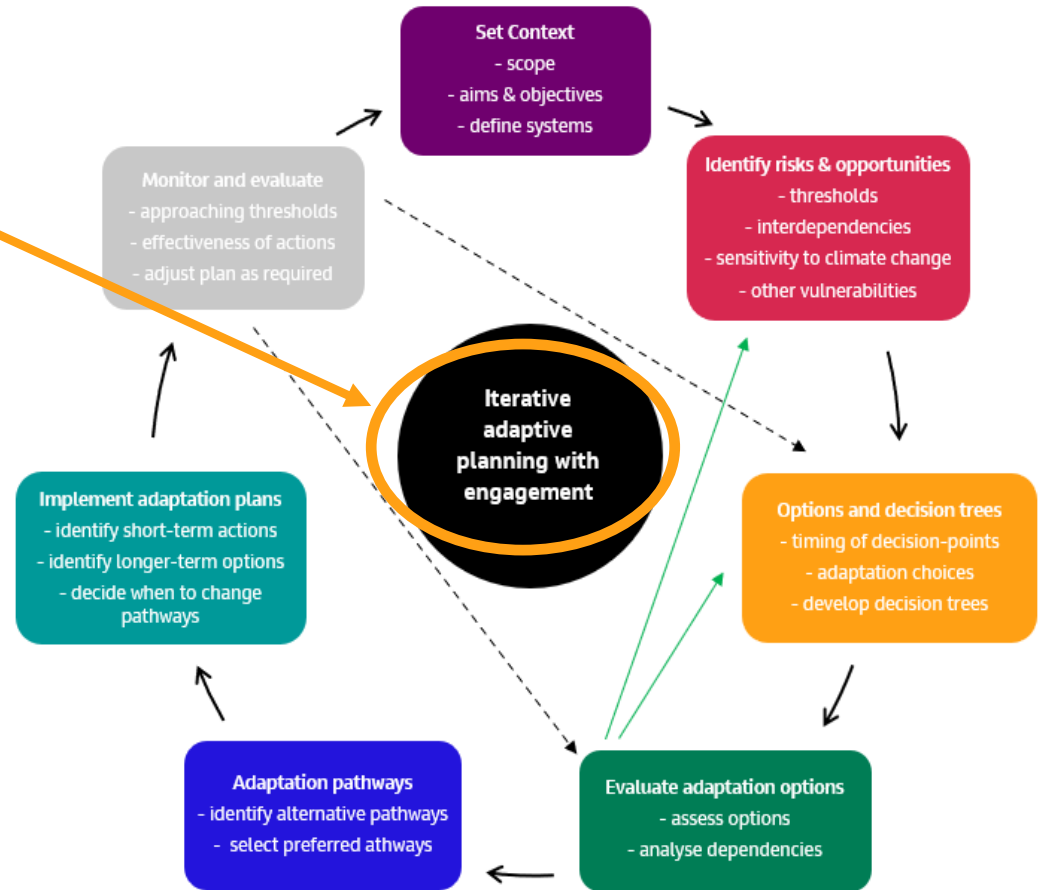 Set Context
- scope
- aims & objectives
- define systems
Identify risks & opportunities
- thresholds
- interdependencies
- sensitivity to climate change
- other vulnerabilities
Options and decision trees
- timing of decision-points
- adaptation choices
- develop decision trees
Evaluate adaptation options
- assess options
- analyse dependencies
Adaptation pathways
- identify alternative pathways
- select preferred athways
Implement adaptation plans
- identify short-term actions
- identify longer-term options
- decide when to change
pathways
Monitor and evaluate
- approaching thresholds
- effectiveness of actions
- adjust plan as required
Iterative
adaptive
planning with
engagement